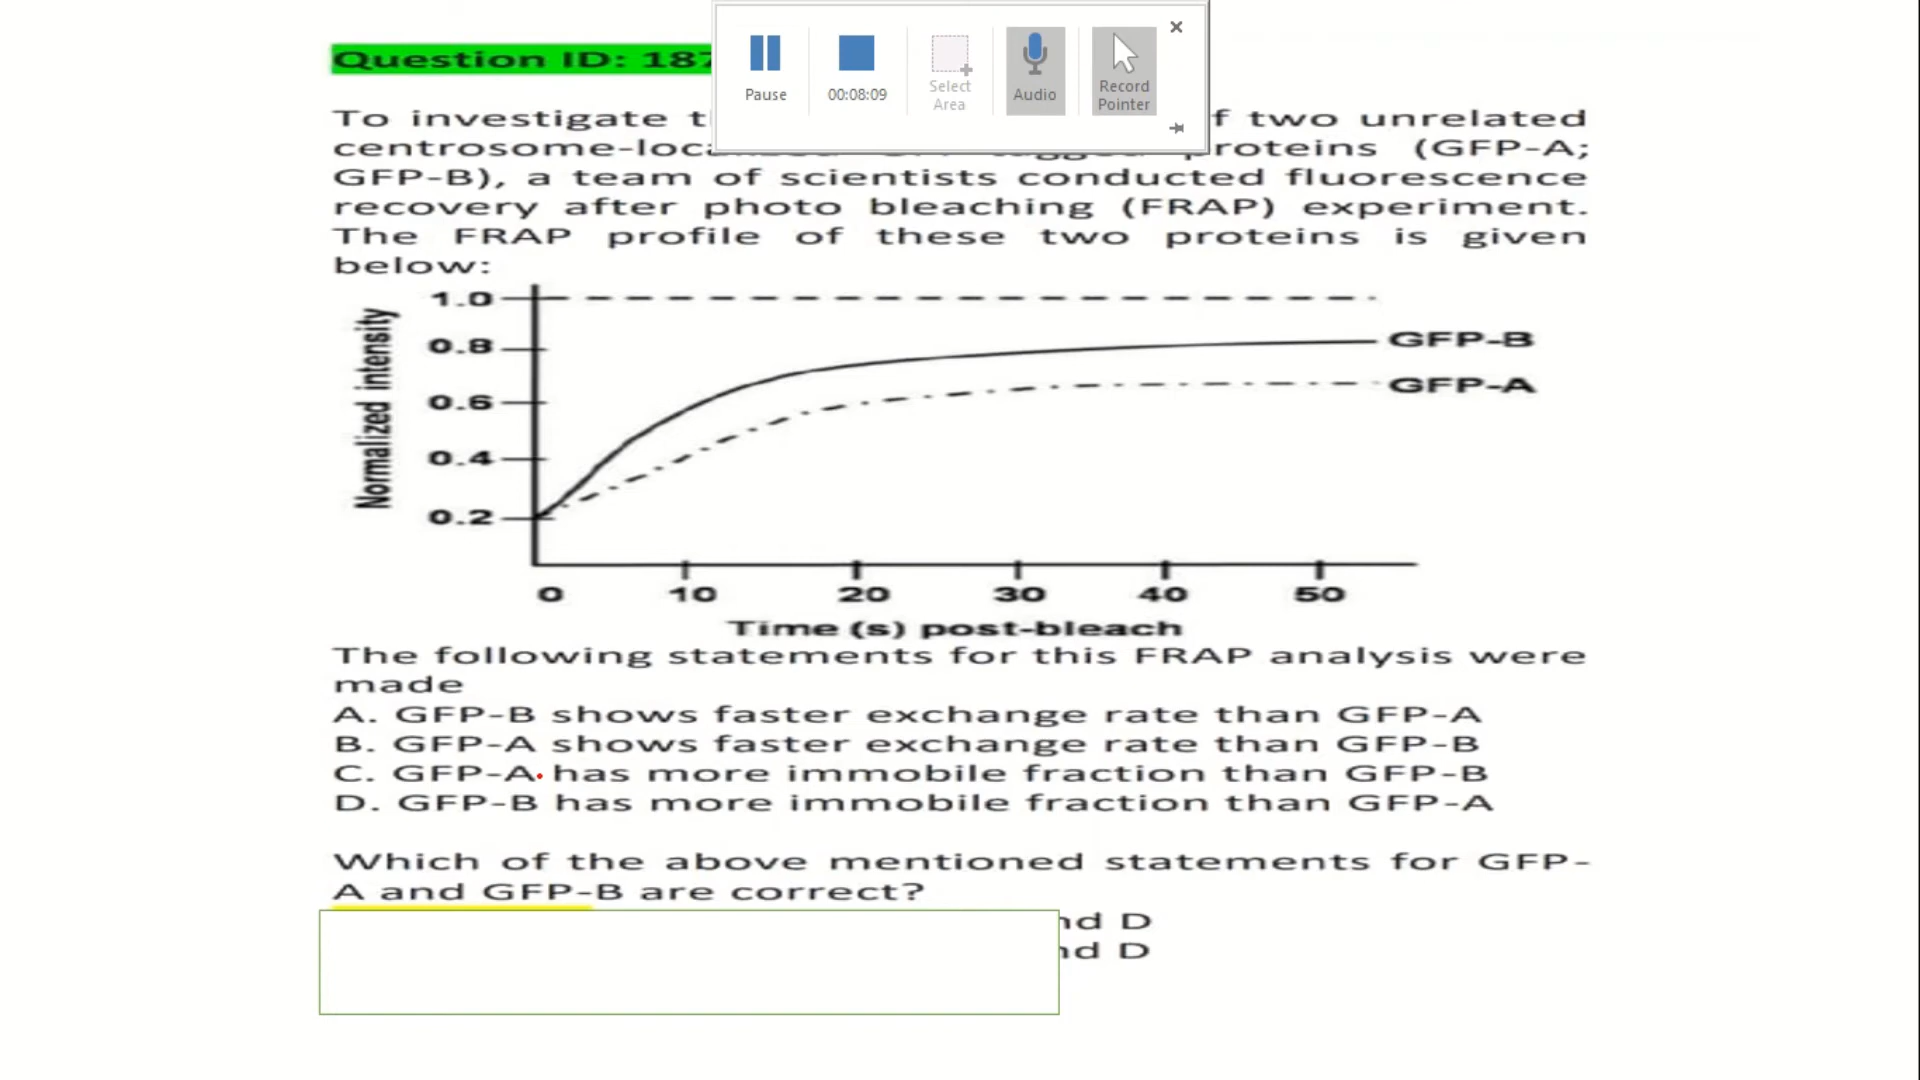 Question ID: 187
Pause
00:08:09
Select
Area
Audio
Record
Pointer
To investigate f two unrelated
proteins (GFP-A;
GFP-B), a team of scientists conducted fluorescence
recovery after photo bleaching (FRAP) experiment.
The FRAP profile of these two proteins is given
below:
Normalized intensity
1.0
0.8
0.6
0.4
0.2
GFP-B
GFP-A
0 10 20 30 40 50
Time (s) post-bleach
The following statements for this FRAP analysis were
made
A. GFP-B shows faster exchange rate than GFP-A
B. GFP-A shows faster exchange rate than GFP-B
C. GFP-A has more immobile fraction than GFP-B
D. GFP-B has more immobile fraction than GFP-A
Which of the above mentioned statements for GFP-
A and GFP-B are correct?
nd D
nd D